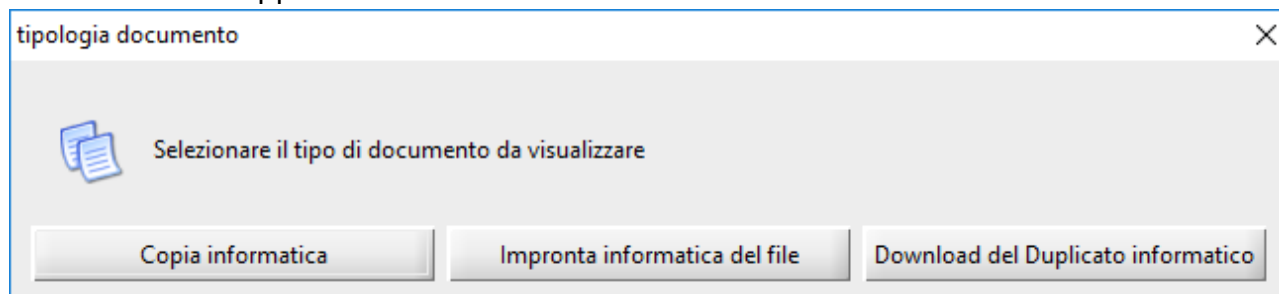 tipologia documento
Selezionare il tipo di documento da visualizzare
Copia informatica
Impronta informatica del file
Download del Duplicato informatico